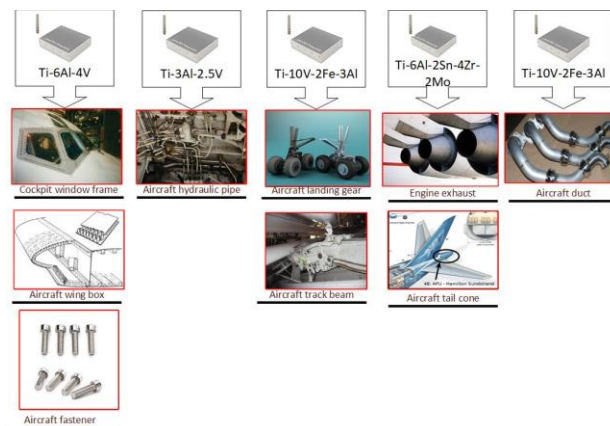 Ti-6Al-4V
Ti-3Al-2.5V
Ti-10V-2Fe-3Al
Ti-6Al-2Sn-4Zr-
2Mo
Ti-10V-2Fe-3Al
Cockpit window frame
Aircraft hydraulic pipe
Aircraft landing gear
Engine exhaust
Aircraft duct
Aircraft wing box
Aircraft track beam
Aircraft tail cone
Aircraft fastener